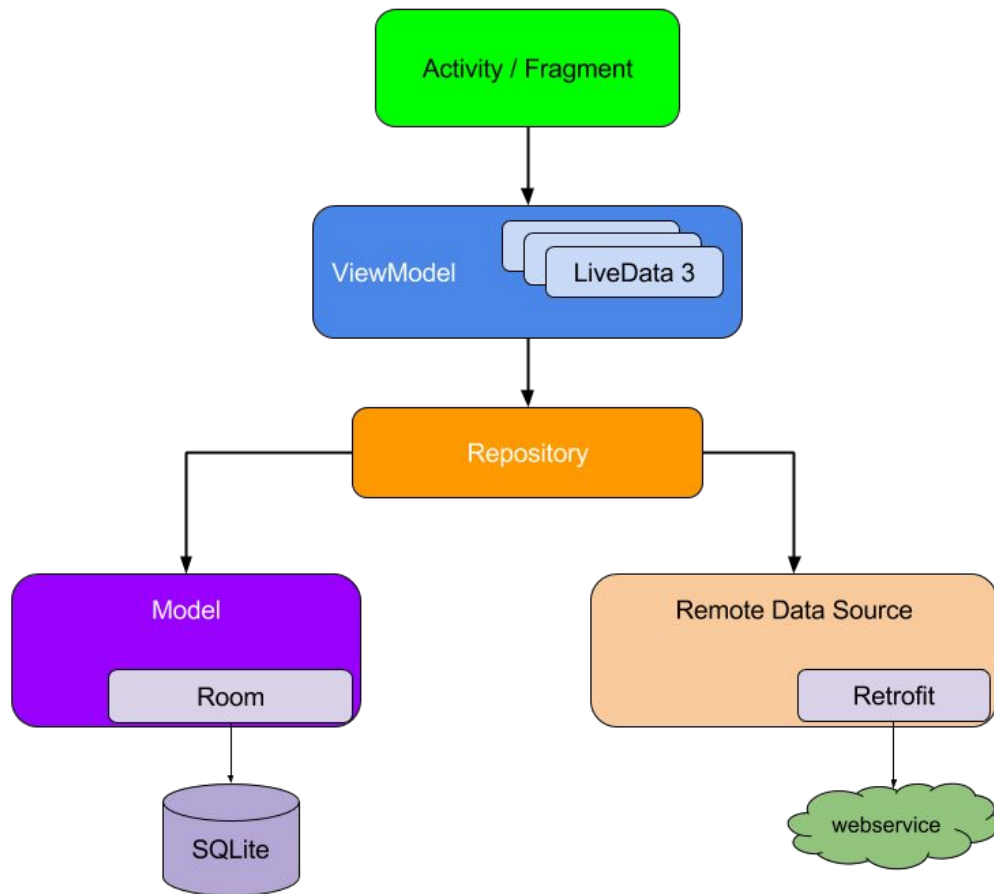 Activity / Fragment
ViewModel
LiveData 3
Repository
Model
Remote Data Source
Room
Retrofit
SQLite
webservice